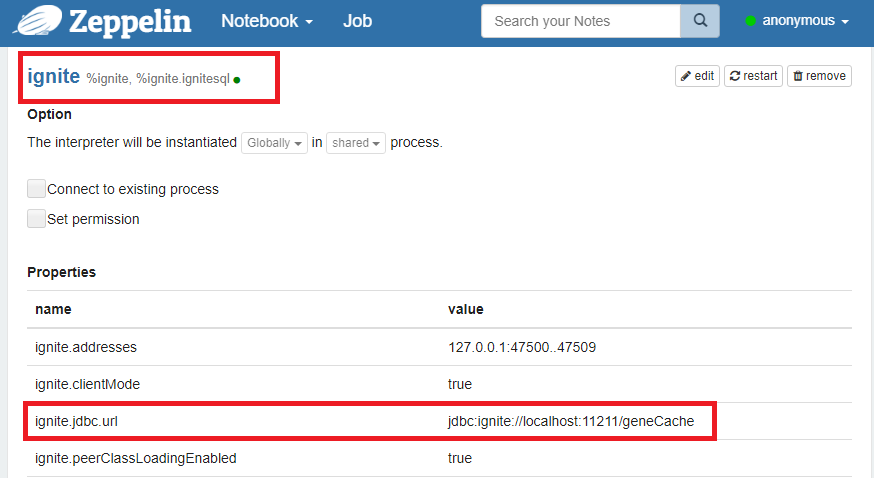 Zeppelin Notebook Job Search your Notes anonymous
ignite %ignite, %ignite.ignitesql edit restart remove
Option
The interpreter will be instantiated Globally in shared process.
Connect to existing process
Set permission
Properties
name value
ignite.addresses 127.0.0.1:47500..47509
ignite.clientMode true
ignite.jdbc.url jdbc:ignite://localhost:11211/geneCache
ignite.peerClassLoadingEnabled true